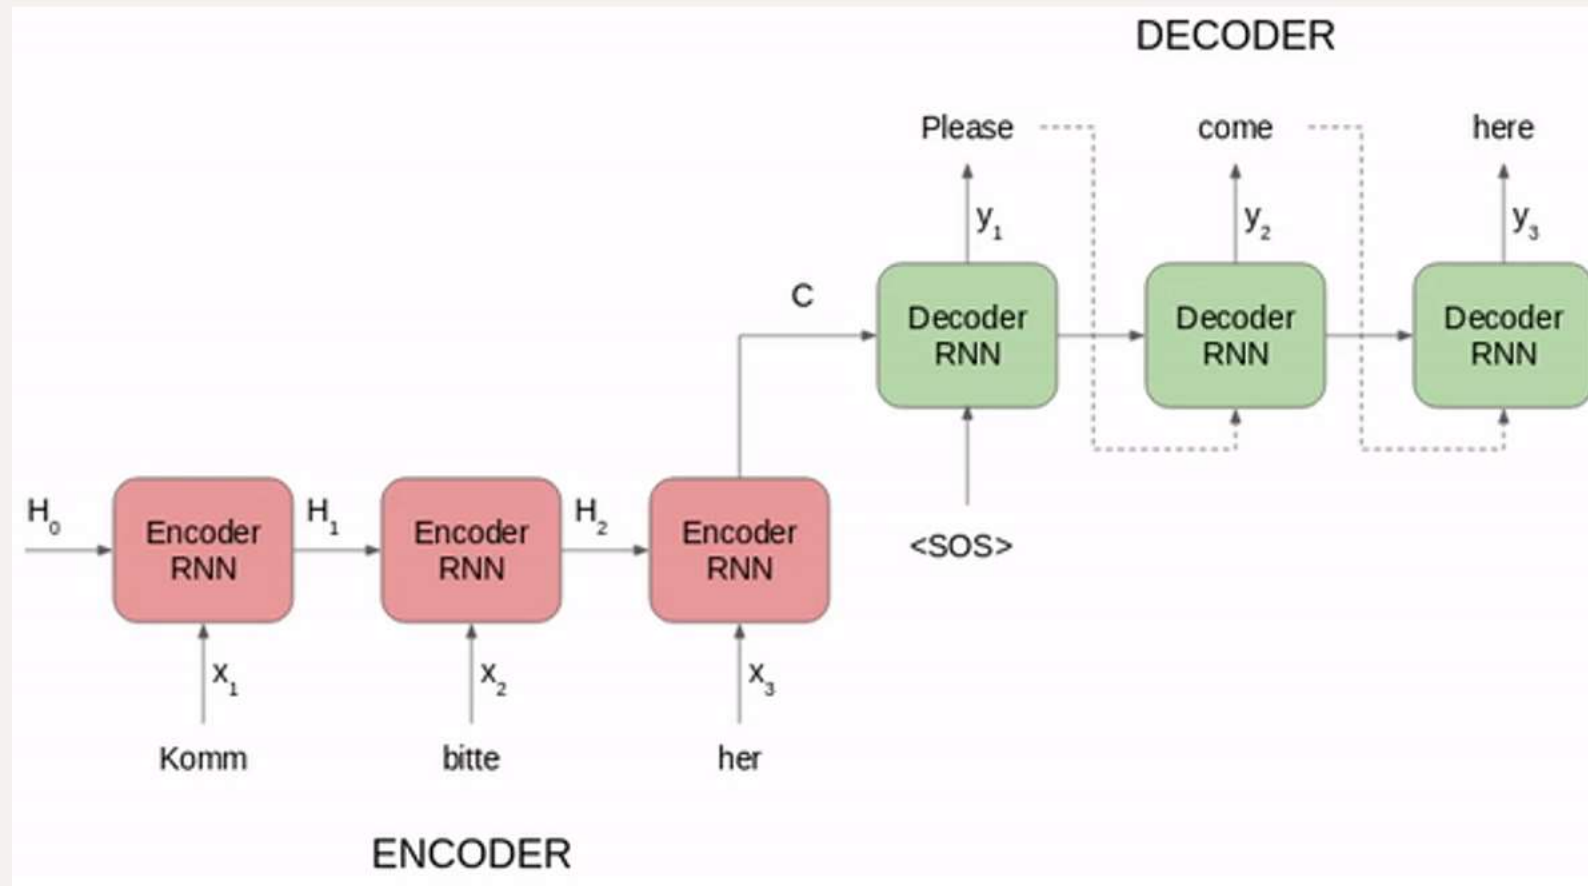 DECODER
Please come here
y1 y2 y3
C
Decoder RNN
Decoder RNN
Decoder RNN
H0 H1 H2
Encoder RNN
Encoder RNN
Encoder RNN
<SOS>
x1 x2 x3
Komm bitte her
ENCODER